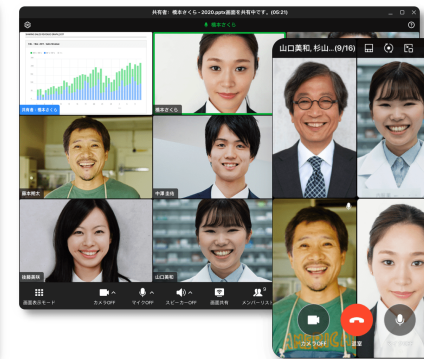 共有者: 橋本さくら - 2020.pptx画面を共有中です。(05:21)
橋本さくら
共有者 - 橋本さくら
橋本さくら
藤本周太
中澤圭佑
後藤美咲
山口美和
画面表示モード
カメラOFF
マイクOFF
スピーカーOFF
画面共有
9
メンバーリスト
山口美和, 杉山...(9/16)
カメラOFF